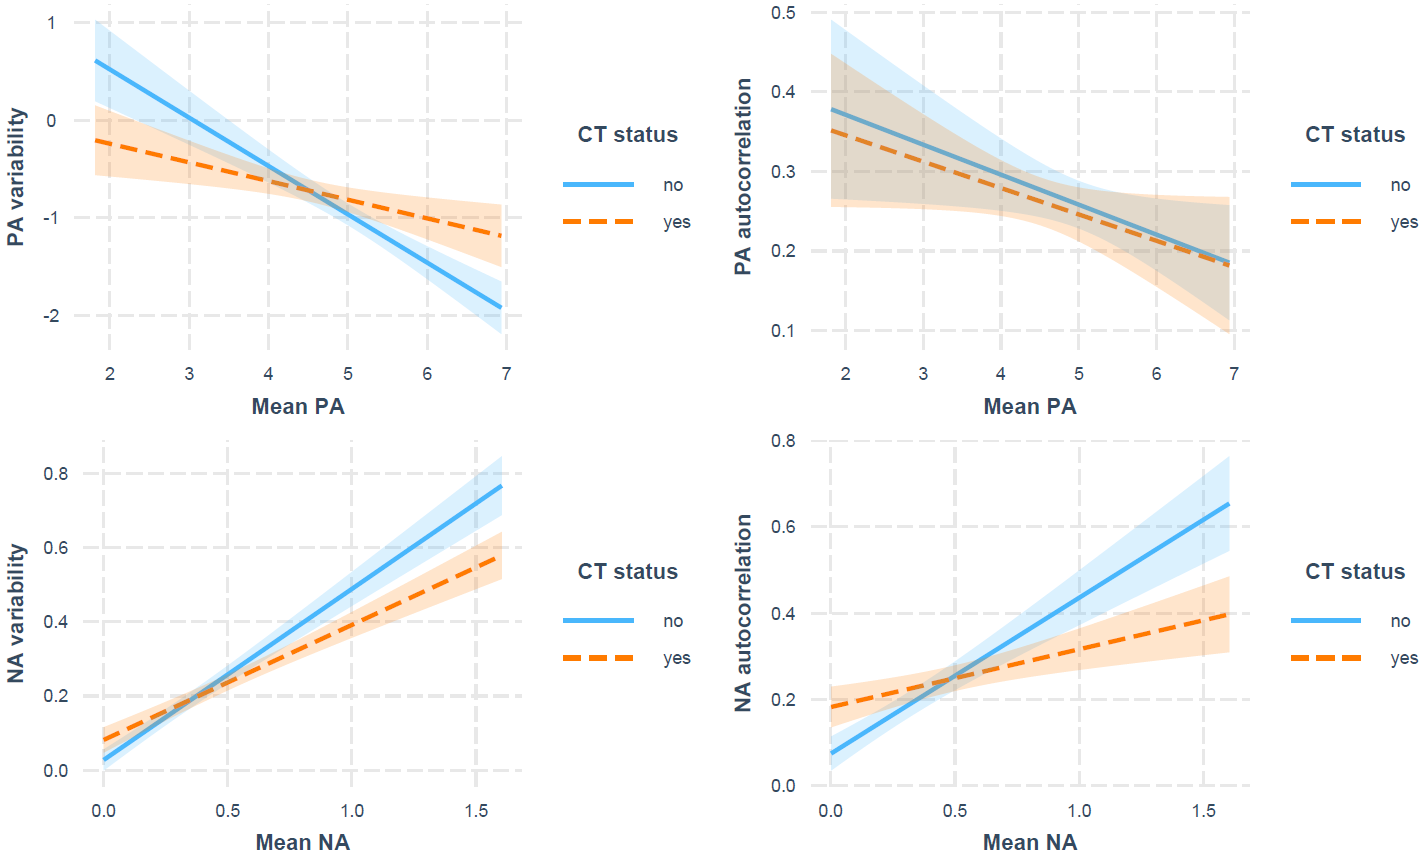 1
0
-1
-2
PA variability
2 3 4 5 6 7
Mean PA
CT status
no
yes
0.5
0.4
0.3
0.2
0.1
PA autocorrelation
2 3 4 5 6 7
Mean PA
CT status
no
yes
0.8
0.6
0.4
0.2
0.0
NA variability
0.0 0.5 1.0 1.5
Mean NA
CT status
no
yes
0.8
0.6
0.4
0.2
0.0
NA autocorrelation
0.0 0.5 1.0 1.5
Mean NA
CT status
no
yes